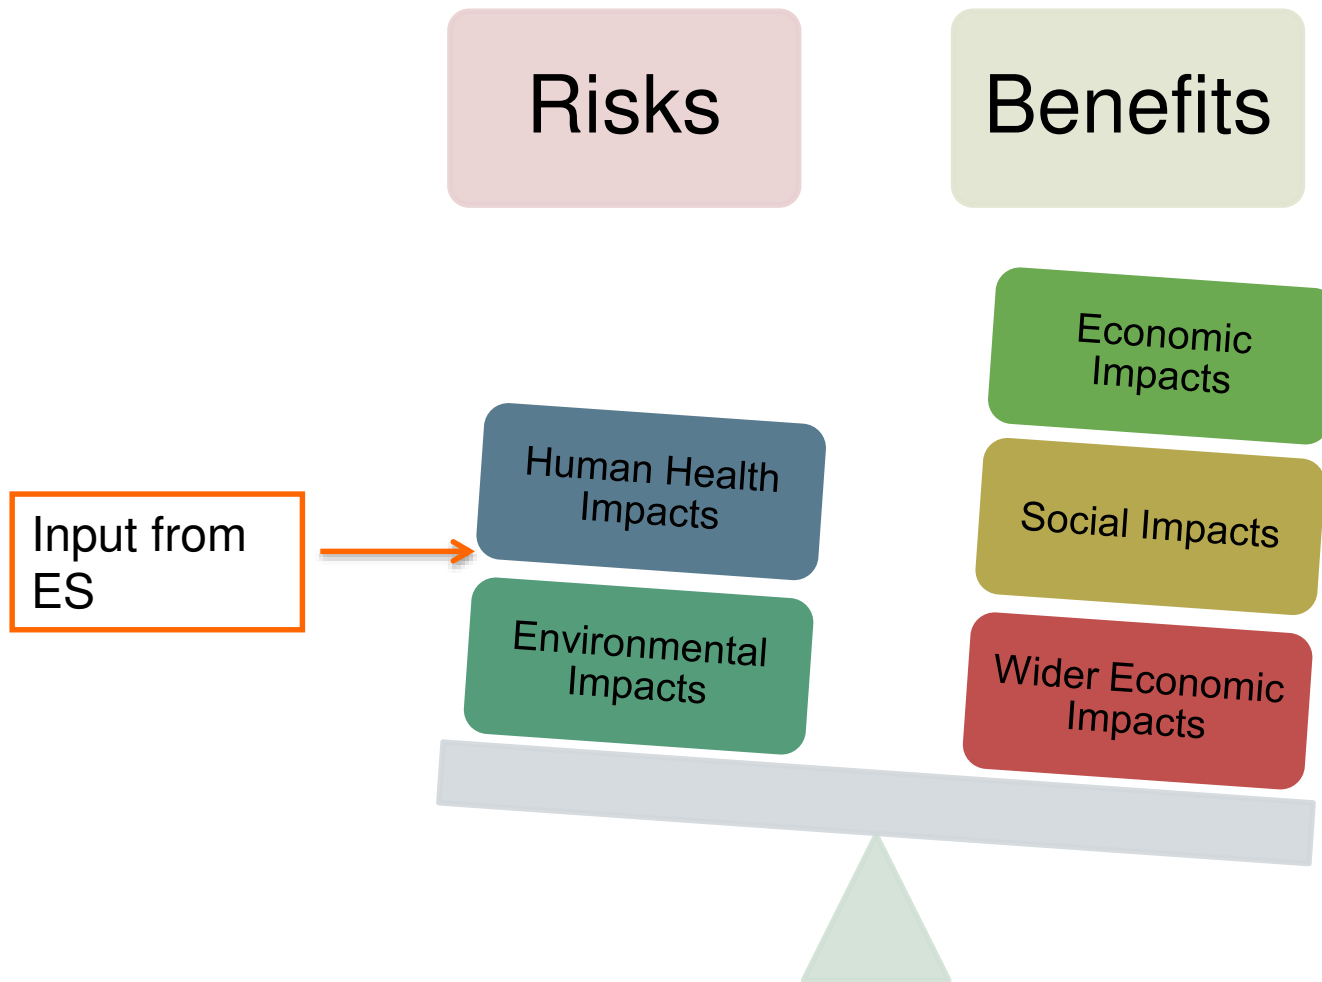 Risks
Benefits
Economic
Impacts
Human Health
Impacts
Social Impacts
Input from
ES
Environmental
Impacts
Wider Economic
Impacts